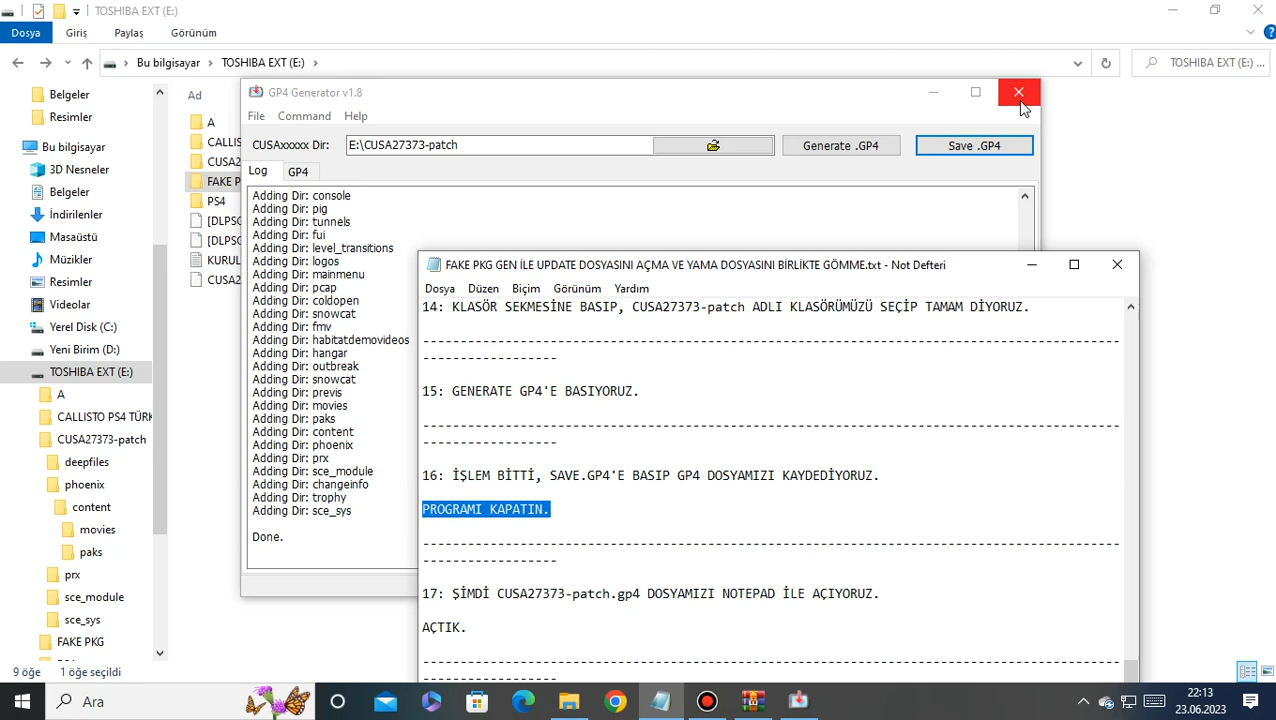 TOSHIBA EXT (E:)
Dosya
Giriş
Paylaş
Görünüm
Bu bilgisayar
TOSHIBA EXT (E:)
TOSHIBA EXT (E:) ...
Belgeler
Resimler
Bu bilgisayar
3D Nesneler
Belgeler
İndirilenler
Masaüstü
Müzikler
Resimler
Videolar
Yerel Disk (C:)
Yeni Birim (D:)
TOSHIBA EXT (E:)
A
CALLISTO PS4 TÜRK
CUSA27373-patch
deepfiles
phoenix
content
movies
paks
prx
sce_module
sce_sys
FAKE PKG
Ad
A
CALLIS
CUSA2
FAKE P
PS4
[DLPSG
[DLPSG
KURUL
CUSA2
9 öğe
1 öğe seçildi
GP4 Generator v1.8
File
Command
Help
CUSAxxxxx Dir:
E:\CUSA27373-patch
Generate .GP4
Save .GP4
Log
GP4
Adding Dir: console
Adding Dir: pig
Adding Dir: tunnels
Adding Dir: fui
Adding Dir: level_transitions
Adding Dir: logos
Adding Dir: mainmenu
Adding Dir: pcap
Adding Dir: coldopen
Adding Dir: snowcat
Adding Dir: fmv
Adding Dir: habitatdemovideos
Adding Dir: hangar
Adding Dir: outbreak
Adding Dir: snowcat
Adding Dir: previs
Adding Dir: movies
Adding Dir: paks
Adding Dir: content
Adding Dir: phoenix
Adding Dir: prx
Adding Dir: sce_module
Adding Dir: changeinfo
Adding Dir: trophy
Adding Dir: sce_sys
Done.
FAKE PKG GEN İLE UPDATE DOSYASINI AÇMA VE YAMA DOSYASINI BİRLİKTE GÖMME.txt - Not Defteri
Dosya
Düzen
Biçim
Görünüm
Yardım
14: KLASÖR SEKMESİNE BASIP, CUSA27373-patch ADLI KLASÖRÜMÜZÜ SEÇİP TAMAM DİYORUZ.
15: GENERATE GP4'E BASIYORUZ.
16: İŞLEM BİTTİ, SAVE.GP4'E BASIP GP4 DOSYAMIZI KAYDEDİYORUZ.
PROGRAMI KAPATIN.
17: ŞİMDİ CUSA27373-patch.gp4 DOSYAMIZI NOTEPAD İLE AÇIYORUZ.
AÇTIK.
Ara
22:13
23.06.2023